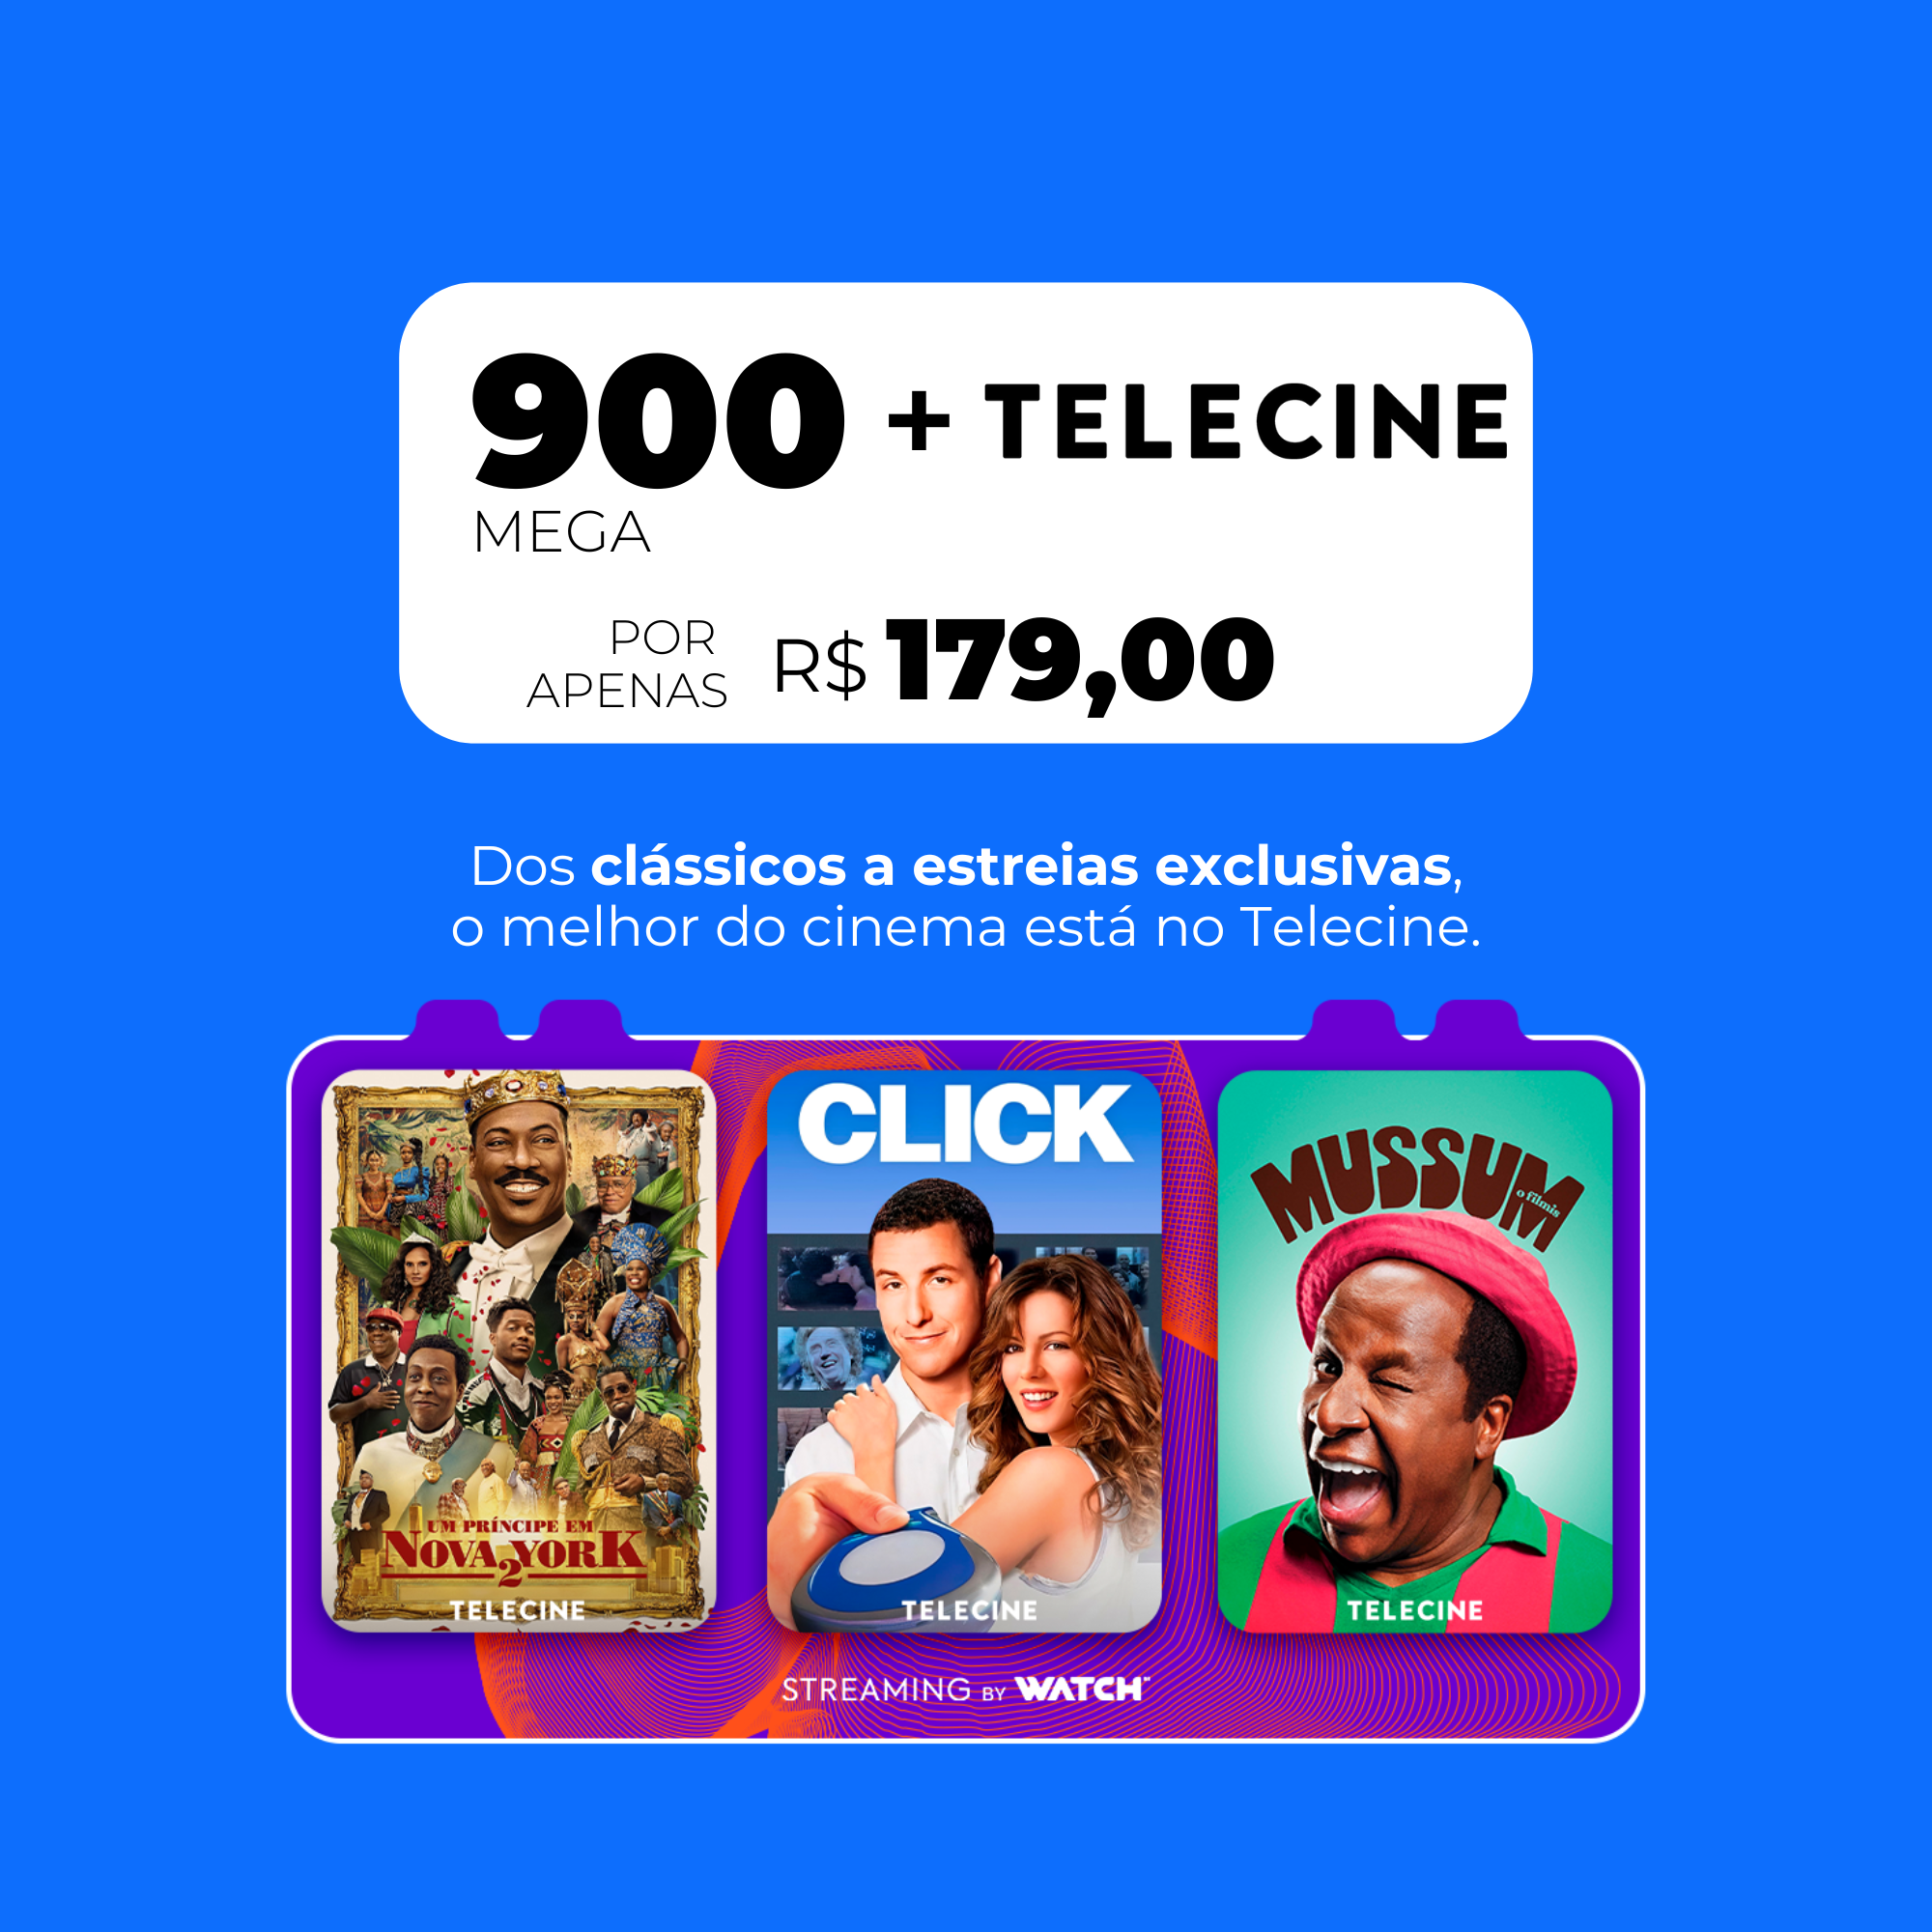 900 + TELECINE
MEGA
POR
APENAS
R$ 179,00
Dos clássicos a estreias exclusivas,
o melhor do cinema está no Telecine.
UM PRÍNCIPE EM
NOVA YORK
2
TELECINE
CLICK
TELECINE
MUSSUM
o filmis
TELECINE
STREAMING BY WATCH